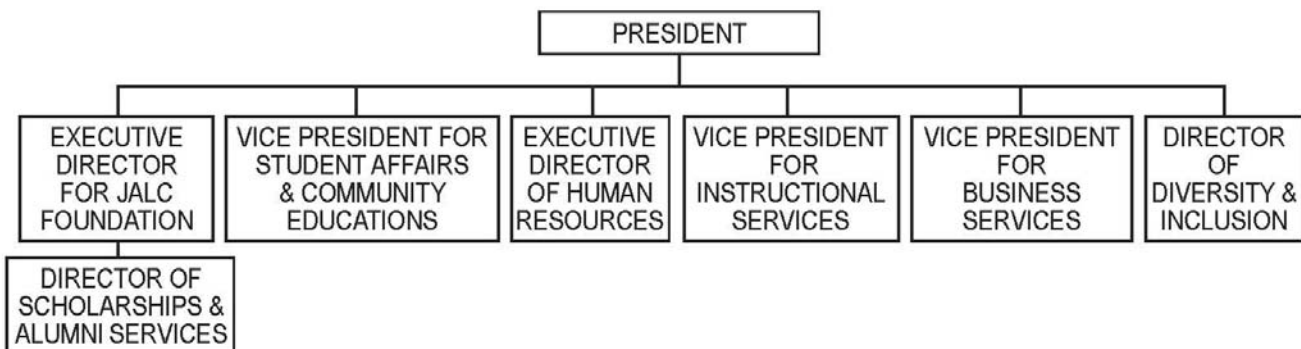 PRESIDENT
EXECUTIVE
DIRECTOR
FOR JALC
FOUNDATION
VICE PRESIDENT FOR
STUDENT AFFAIRS
& COMMUNITY
EDUCATIONS
EXECUTIVE
DIRECTOR
OF HUMAN
RESOURCES
VICE PRESIDENT
FOR
INSTRUCTIONAL
SERVICES
VICE PRESIDENT
FOR
BUSINESS
SERVICES
DIRECTOR
OF
DIVERSITY &
INCLUSION
DIRECTOR OF
SCHOLARSHIPS &
ALUMNI SERVICES